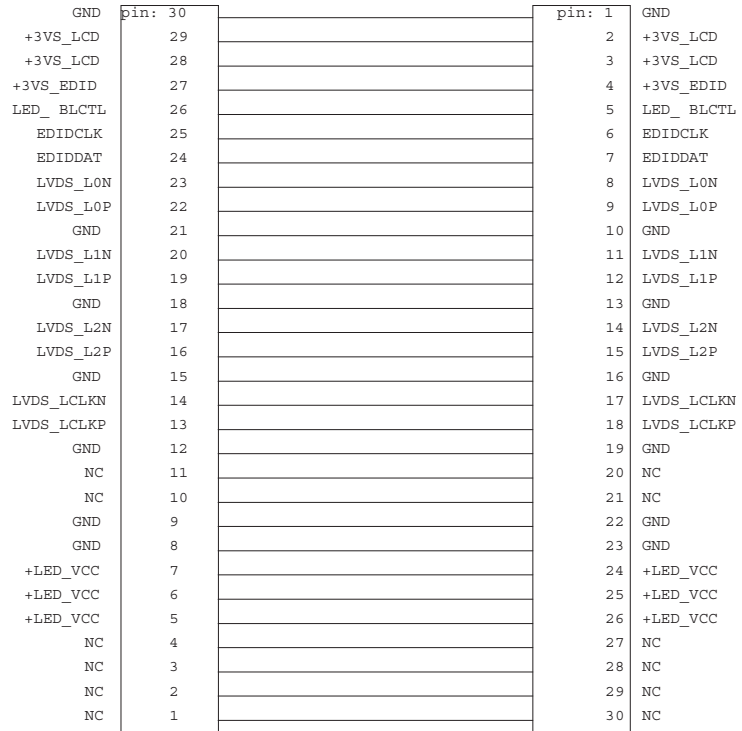 GND pin: 30 pin: 1 GND
+3VS_LCD 29 2 +3VS_LCD
+3VS_LCD 28 3 +3VS_LCD
+3VS_EDID 27 4 +3VS_EDID
LED_ BLCTL 26 5 LED_ BLCTL
EDIDCLK 25 6 EDIDCLK
EDIDDAT 24 7 EDIDDAT
LVDS_L0N 23 8 LVDS_L0N
LVDS_L0P 22 9 LVDS_L0P
GND 21 10 GND
LVDS_L1N 20 11 LVDS_L1N
LVDS_L1P 19 12 LVDS_L1P
GND 18 13 GND
LVDS_L2N 17 14 LVDS_L2N
LVDS_L2P 16 15 LVDS_L2P
GND 15 16 GND
LVDS_LCLKN 14 17 LVDS_LCLKN
LVDS_LCLKP 13 18 LVDS_LCLKP
GND 12 19 GND
NC 11 20 NC
NC 10 21 NC
GND 9 22 GND
GND 8 23 GND
+LED_VCC 7 24 +LED_VCC
+LED_VCC 6 25 +LED_VCC
+LED_VCC 5 26 +LED_VCC
NC 4 27 NC
NC 3 28 NC
NC 2 29 NC
NC 1 30 NC